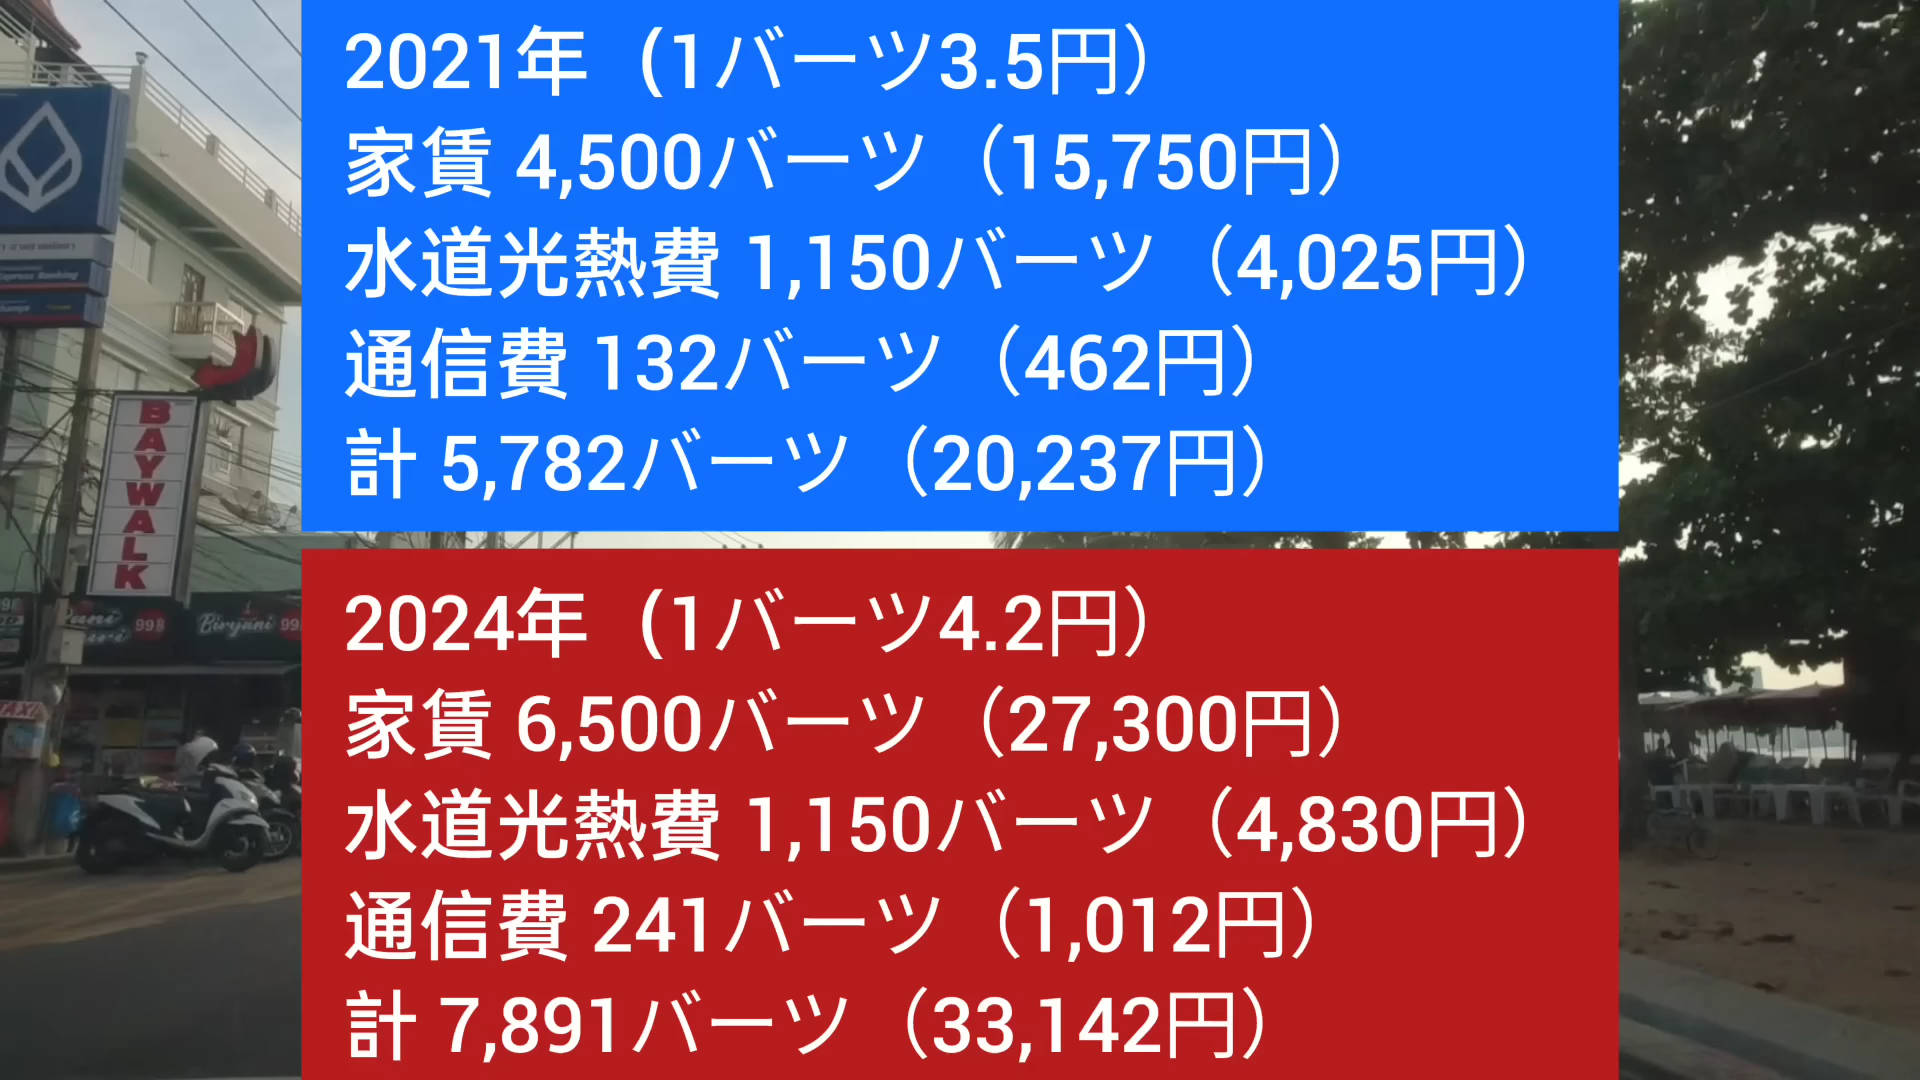 2021年（1バーツ3.5円）
家賃 4,500バーツ（15,750円）
水道光熱費 1,150バーツ（4,025円）
通信費 132バーツ（462円）
計 5,782バーツ（20,237円）
2024年（1バーツ4.2円）
家賃 6,500バーツ（27,300円）
水道光熱費 1,150バーツ（4,830円）
通信費 241バーツ（1,012円）
計 7,891バーツ（33,142円）
BAYWALK
Biryani 99
99B
TAXI